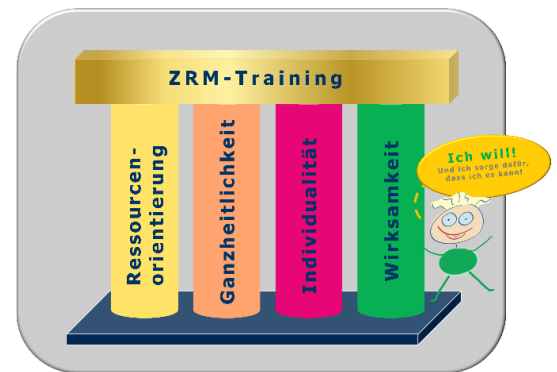 ZRM-Training
Ressourcen-
orientierung
Ganzheitlichkeit
Individualität
Wirksamkeit
Ich will!
Und ich sorge dafür,
dass ich es kann!